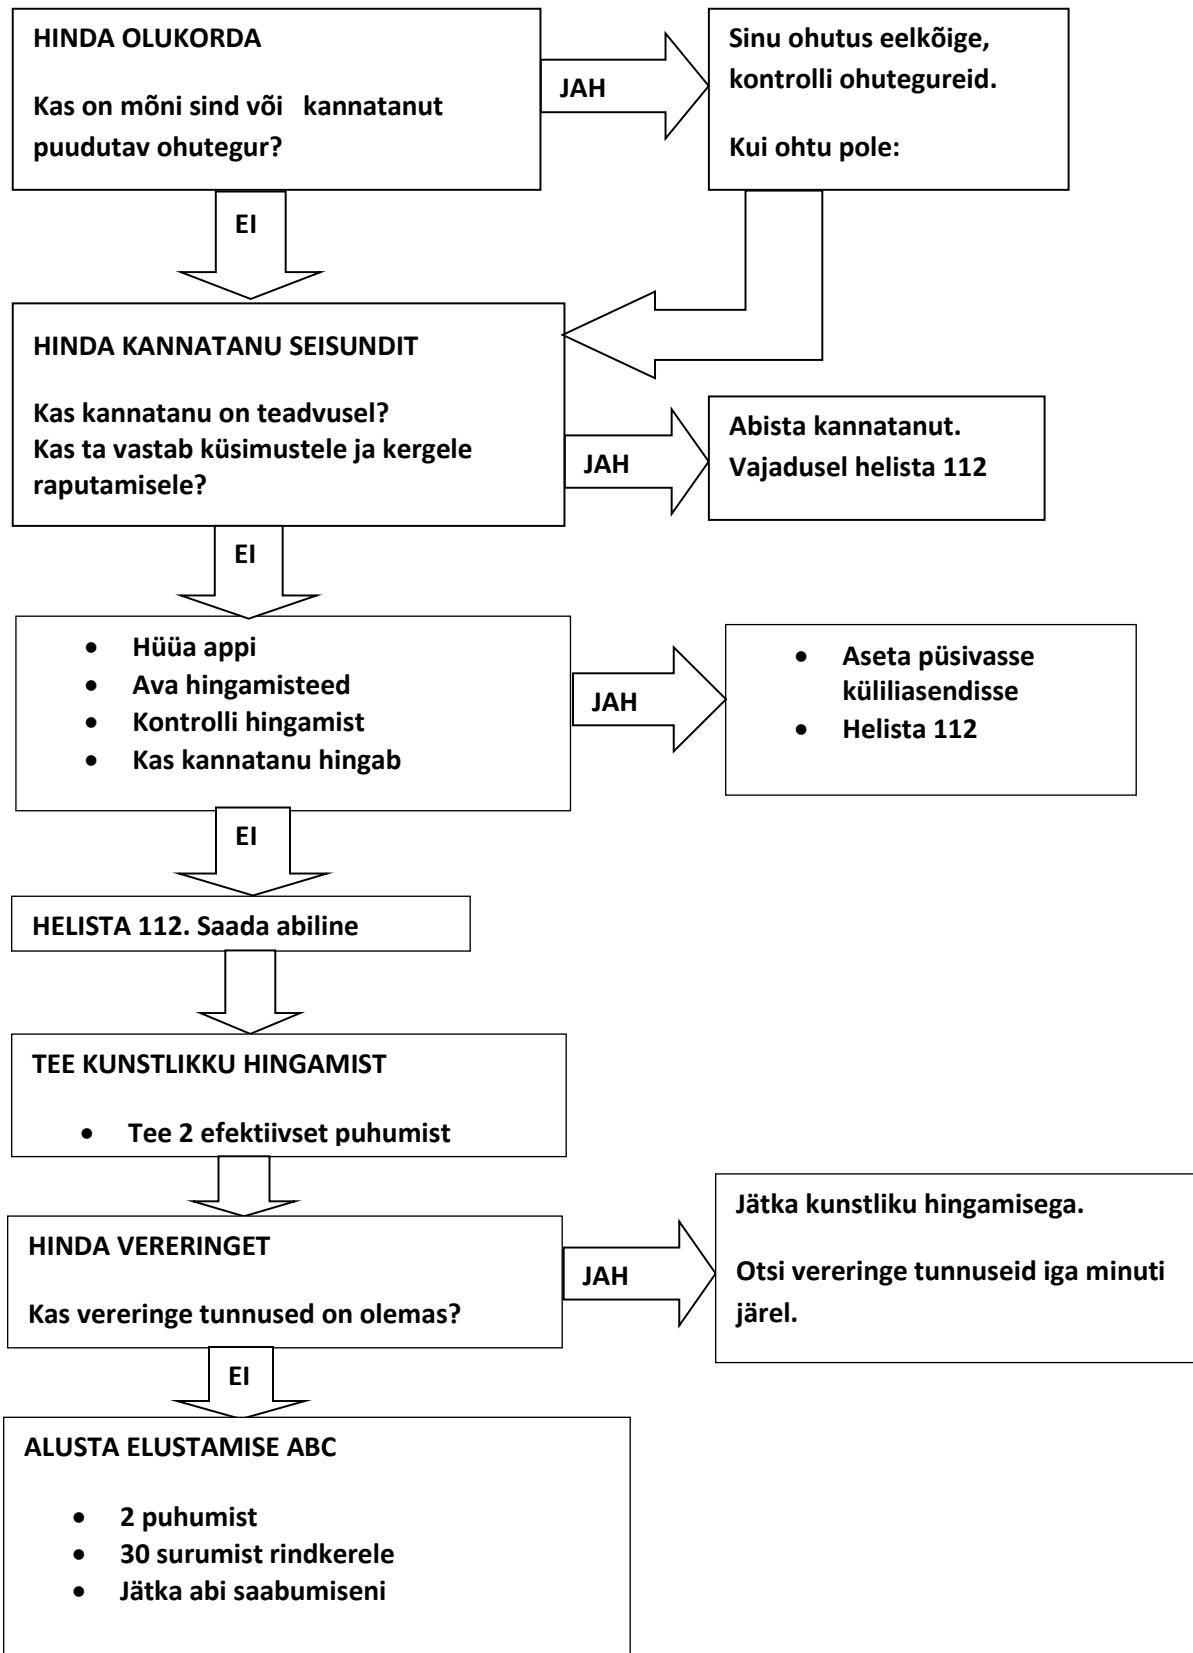 HINDA OLUKORDA
Kas on mõni sind või kannatanut
puudutav ohutegur?
JAH
Sinu ohutus eelkõige,
kontrolli ohutegureid.
Kui ohtu pole:
EI
HINDA KANNATANU SEISUNDIT
Kas kannatanu on teadvusel?
Kas ta vastab küsimustele ja kergele
raputamisele?
JAH
Abista kannatanut.
Vajadusel helista 112
EI
• Hüüa appi
• Ava hingamisteed
• Kontrolli hingamist
• Kas kannatanu hingab
JAH
• Aseta püsivasse
küliliasendisse
• Helista 112
EI
HELISTA 112. Saada abiline
TEE KUNSTLIKKU HINGAMIST
• Tee 2 efektiivset puhumist
HINDA VERERINGET
Kas vereringe tunnused on olemas?
JAH
Jätka kunstliku hingamisega.
Otsi vereringe tunnuseid iga minuti
järel.
EI
ALUSTA ELUSTAMISE ABC
• 2 puhumist
• 30 surumist rindkerele
• Jätka abi saabumiseni